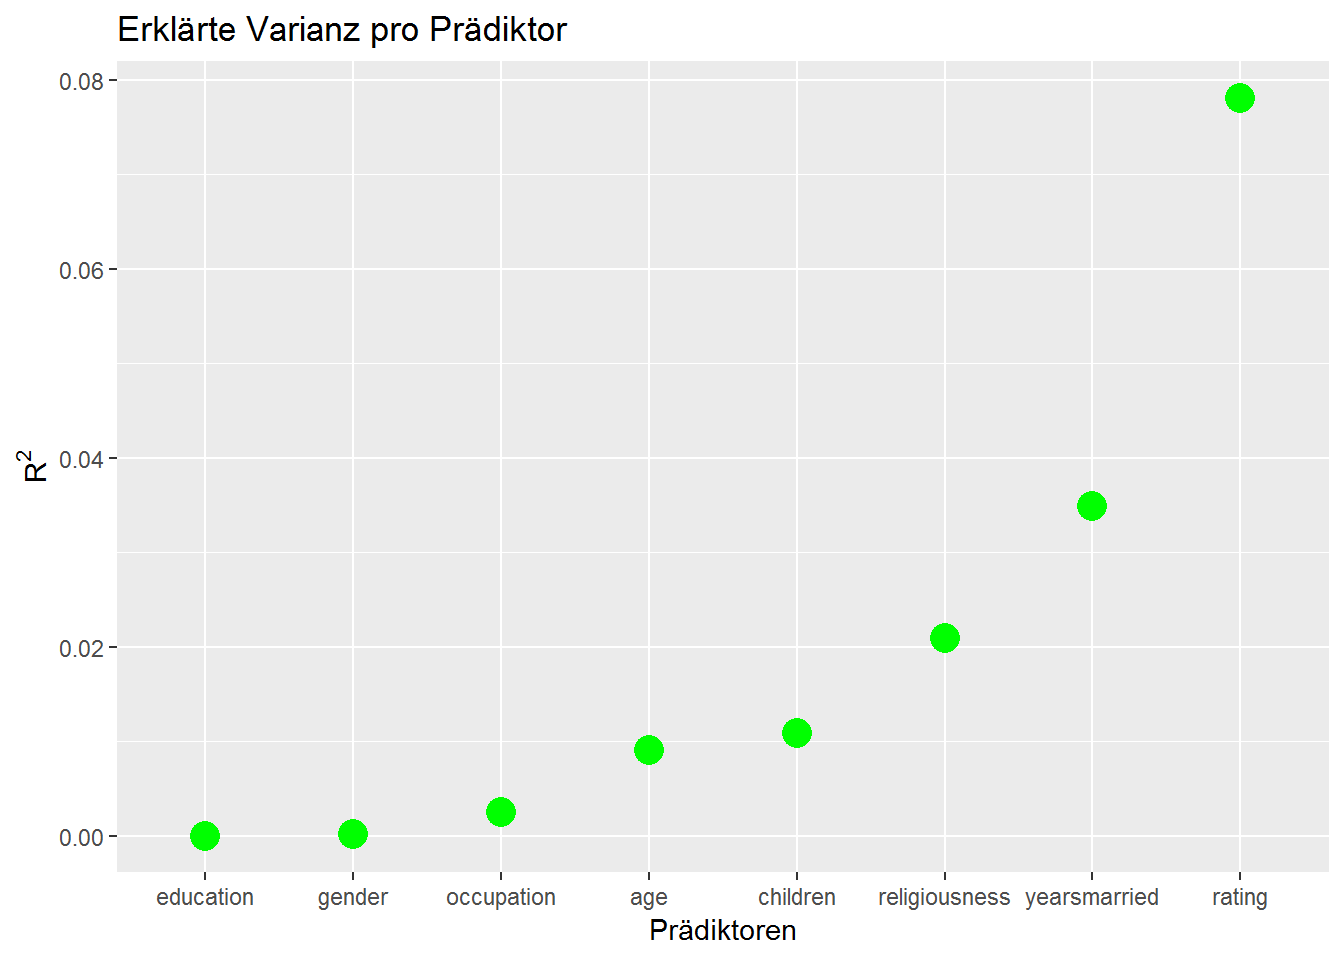 Erklärte Varianz pro Prädiktor
0.08
0.06
0.04
0.02
0.00
R²
education gender occupation age children religiousness yearsmarried rating
Prädiktoren